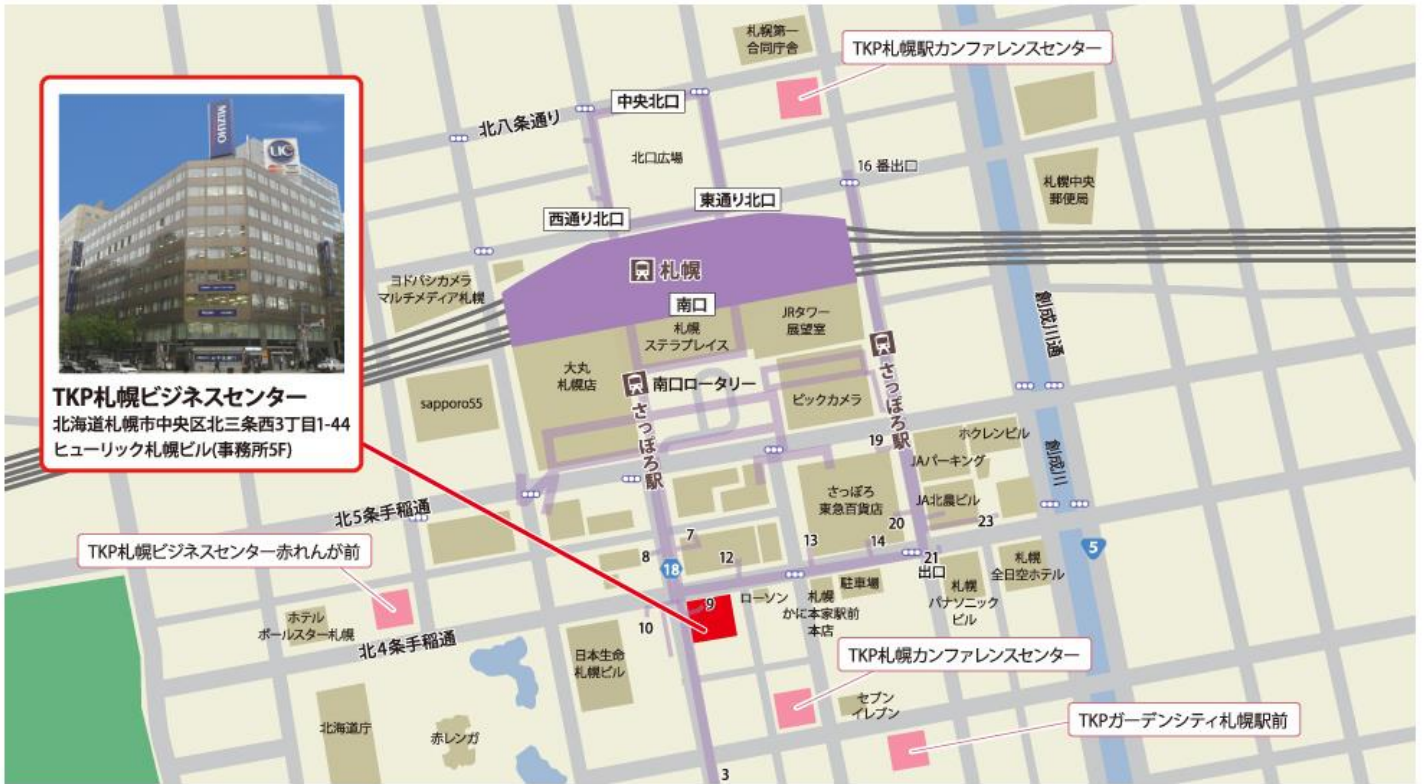 札幌第一
合同庁舎
TKP札幌駅カンファレンスセンター
MIZUHO
UC
中央北口
北八条通り
北口広場
16 番出口
札幌中央
郵便局
東通り北口
西通り北口
札幌
ヨドバシカメラ
マルチメディア札幌
南口
札幌
ステラプレイス
JRタワー
展望室
創成川通
大丸
札幌店
南口ロータリー
さっぽろ駅
ビックカメラ
さっぽろ駅
sapporo55
TKP札幌ビジネスセンター
北海道札幌市中央区北三条西3丁目1-44
ヒューリック札幌ビル(事務所5F)
19
ホクレンビル
JAパーキング
創成川
さっぽろ
東急百貨店
JA北農ビル
20
23
北5条手稲通
TKP札幌ビジネスセンター赤れんが前
7
8
12
13
14
18
21
出口
札幌
全日空ホテル
5
札幌
パナソニック
ビル
駐車場
札幌
かに本家駅前
本店
ローソン
9
10
ホテル
ポールスター札幌
北4条手稲通
日本生命
札幌ビル
TKP札幌カンファレンスセンター
セブン
イレブン
TKPガーデンシティ札幌駅前
北海道庁
赤レンガ
3